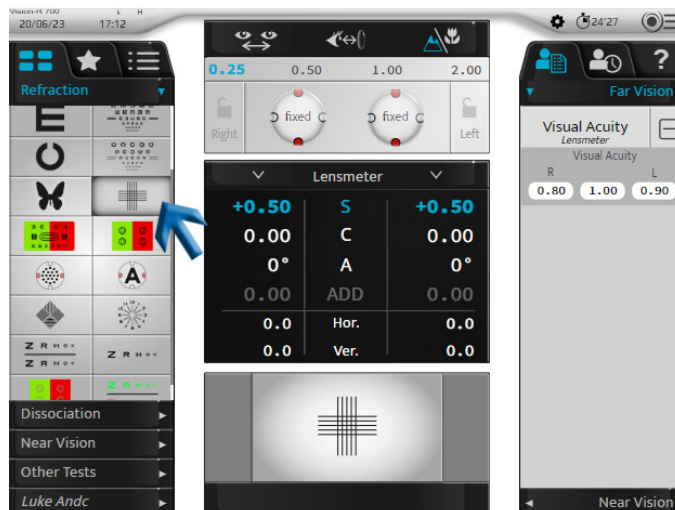 Vision-R 700
20/06/23 17:12
24'27
Refraction
A
Z R H O N
Z R H O N
Z R H O N
Dissociation
Near Vision
Other Tests
Luke Andc
0.25 0.50 1.00 2.00
Right fixed fixed Left
Lensmeter
+0.50 S +0.50
0.00 C 0.00
0° A 0°
0.00 ADD 0.00
0.0 Hor. 0.0
0.0 Ver. 0.0
?
Far Vision
Visual Acuity
Lensmeter
Visual Acuity
R L
0.80 1.00 0.90
Near Vision